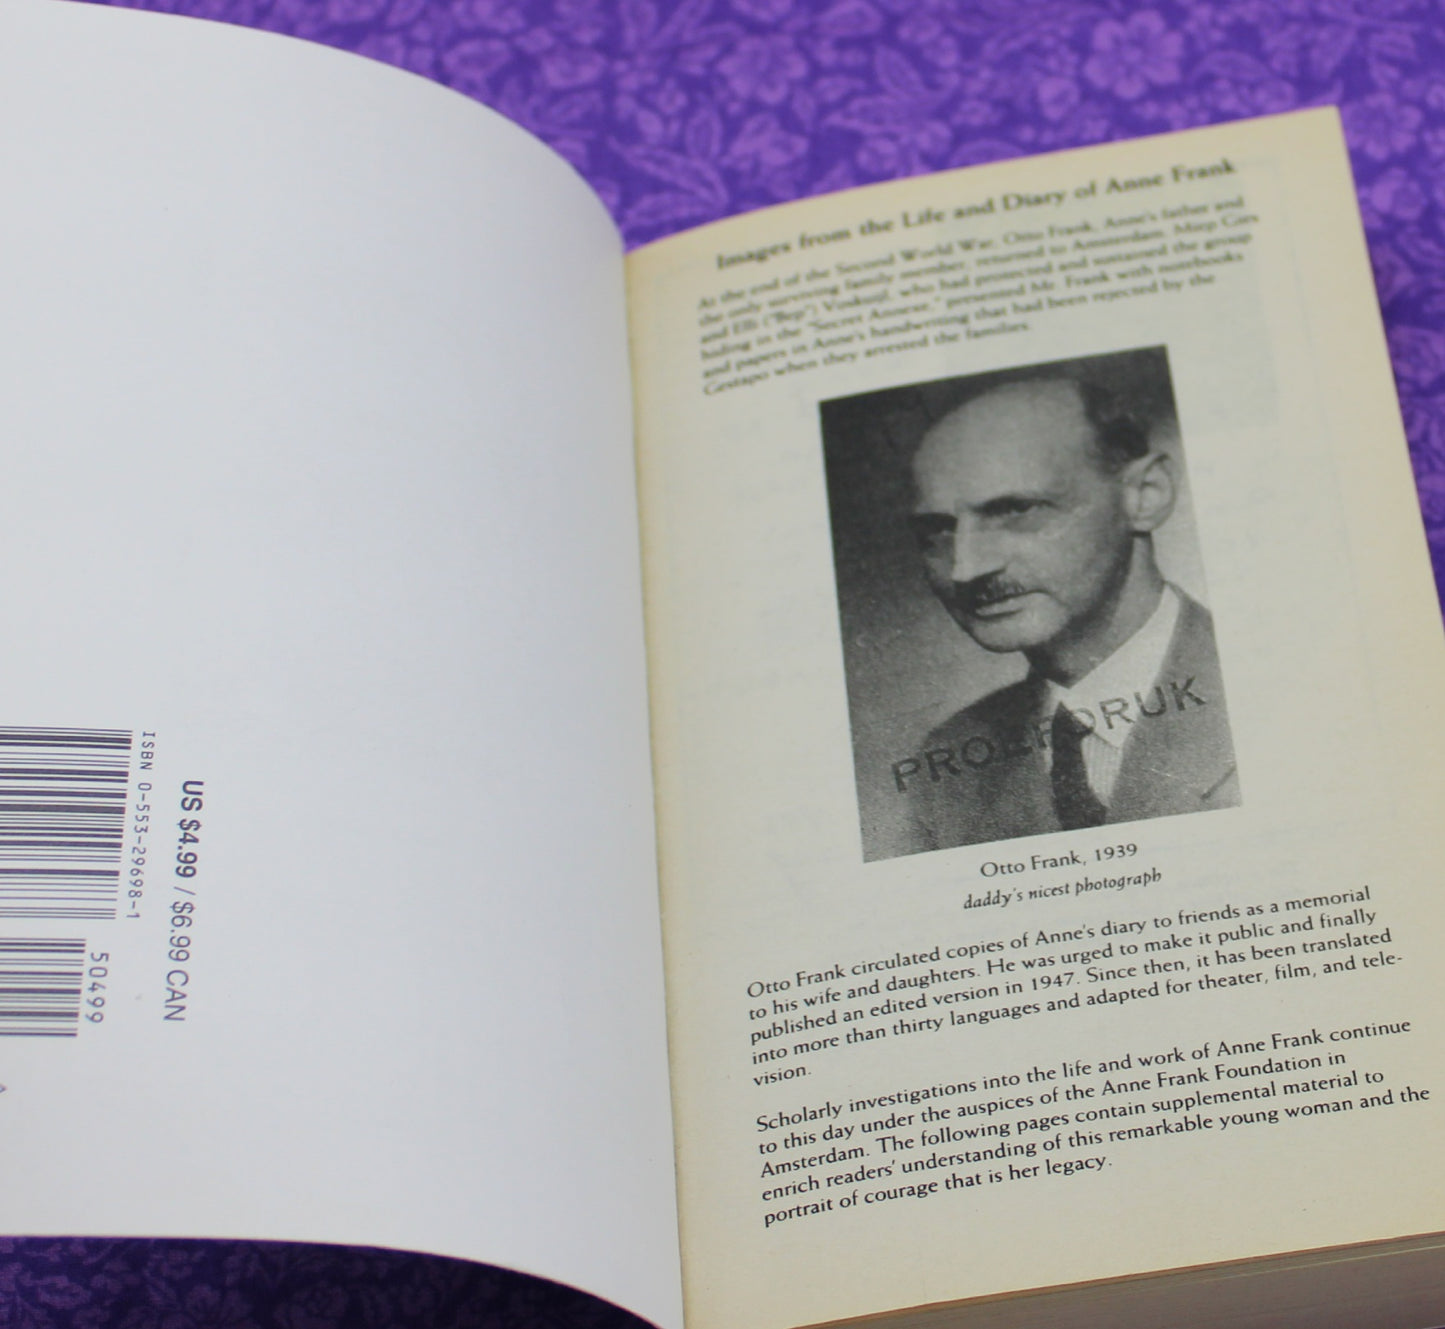 ISBN 0-553-29698-1
50499
US $4.99 / $6.99 CAN
Images from the Life and Diary of Anne Frank
At the end of the Second World War, Otto Frank, Anne's father and
the only surviving family member, returned to Amsterdam. Miep Gies
and Elli ("Bep") Voskuijl, who had protected and sustained the group
hiding in the "Secret Annexe," presented Mr. Frank with notebooks
and papers in Anne's handwriting that had been rejected by the
Gestapo when they arrested the families.
PROEFDRUK
Otto Frank, 1939
daddy's nicest photograph
Otto Frank circulated copies of Anne's diary to friends as a memorial
to his wife and daughters. He was urged to make it public and finally
published an edited version in 1947. Since then, it has been translated
into more than thirty languages and adapted for theater, film, and tele-
vision.
Scholarly investigations into the life and work of Anne Frank continue
to this day under the auspices of the Anne Frank Foundation in
Amsterdam. The following pages contain supplemental material to
enrich readers' understanding of this remarkable young woman and the
portrait of courage that is her legacy.